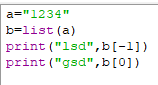 a="1234"
b=list(a)
print("lsd",b[-1])
print("gsd",b[0])